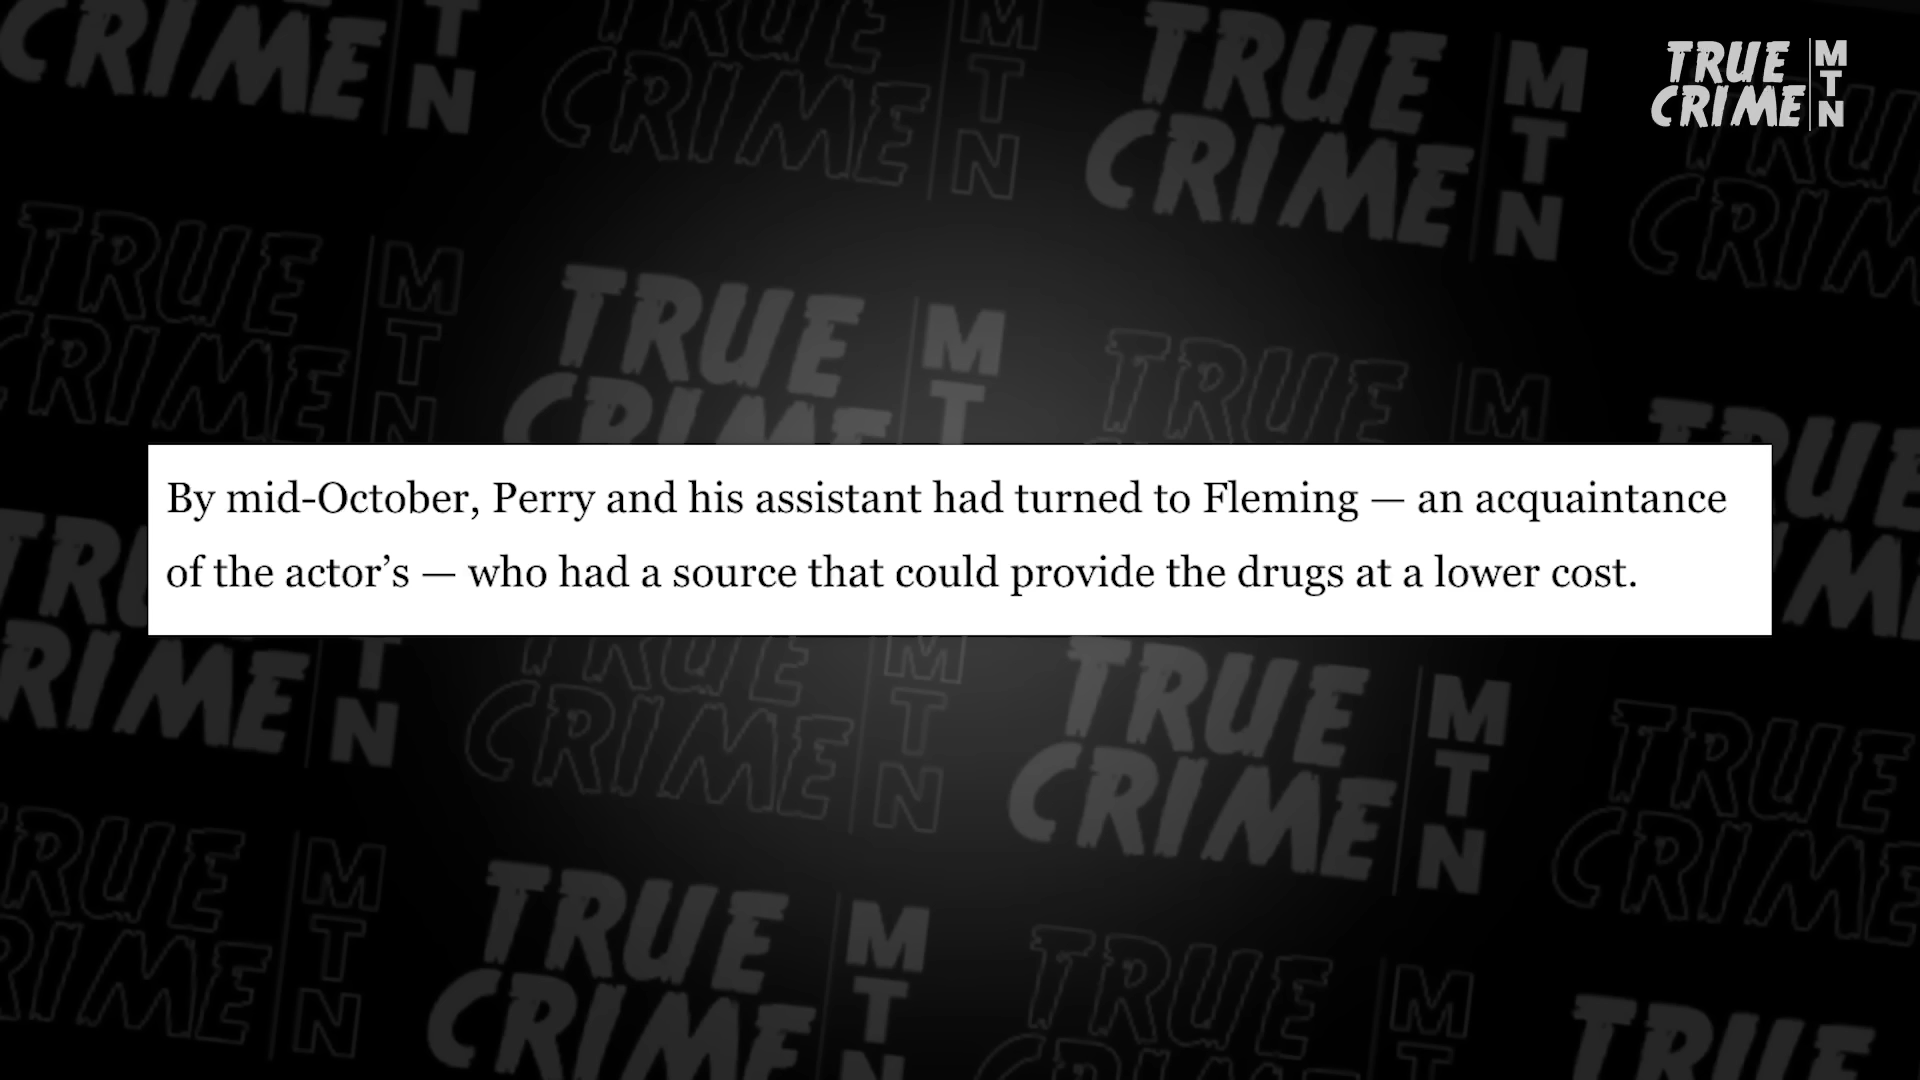 TRUE
CRIME
MTN
By mid-October, Perry and his assistant had turned to Fleming — an acquaintance
of the actor’s — who had a source that could provide the drugs at a lower cost.